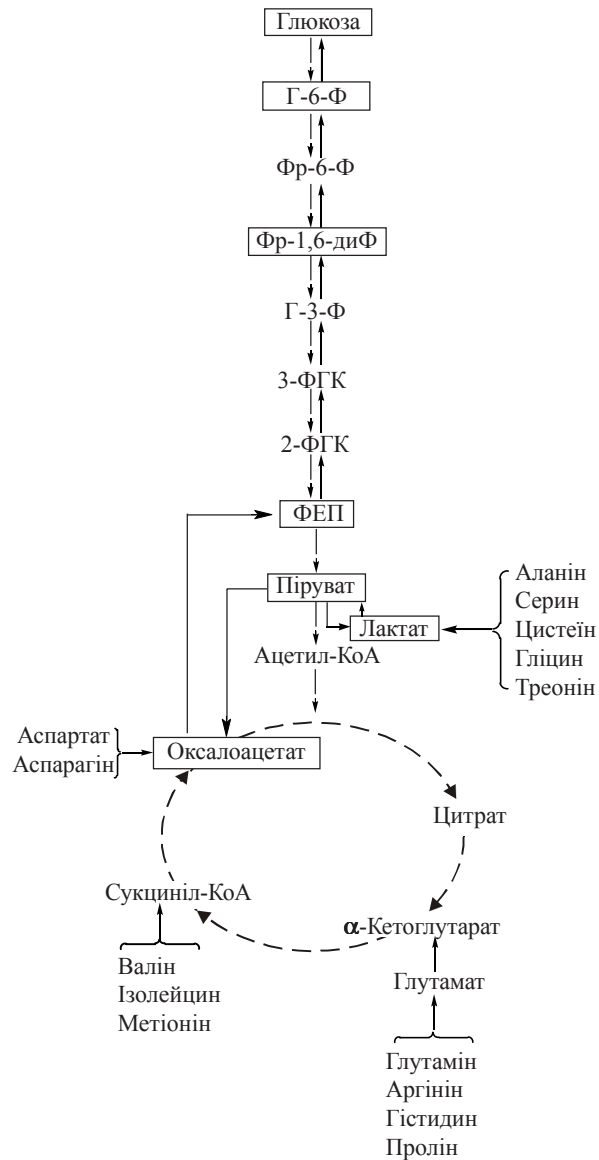 Глюкоза
Г-6-Ф
Фр-6-Ф
Фр-1,6-диФ
Г-3-Ф
3-ФГК
2-ФГК
ФЕП
Піруват
Лактат
Аланін
Серин
Цистеїн
Гліцин
Треонін
Ацетил-КоА
Аспартат
Аспарагін
Оксалоацетат
Цитрат
Сукциніл-КоА
α-Кетоглутарат
Валін
Ізолейцин
Метіонін
Глутамат
Глутамін
Аргінін
Гістидин
Пролін